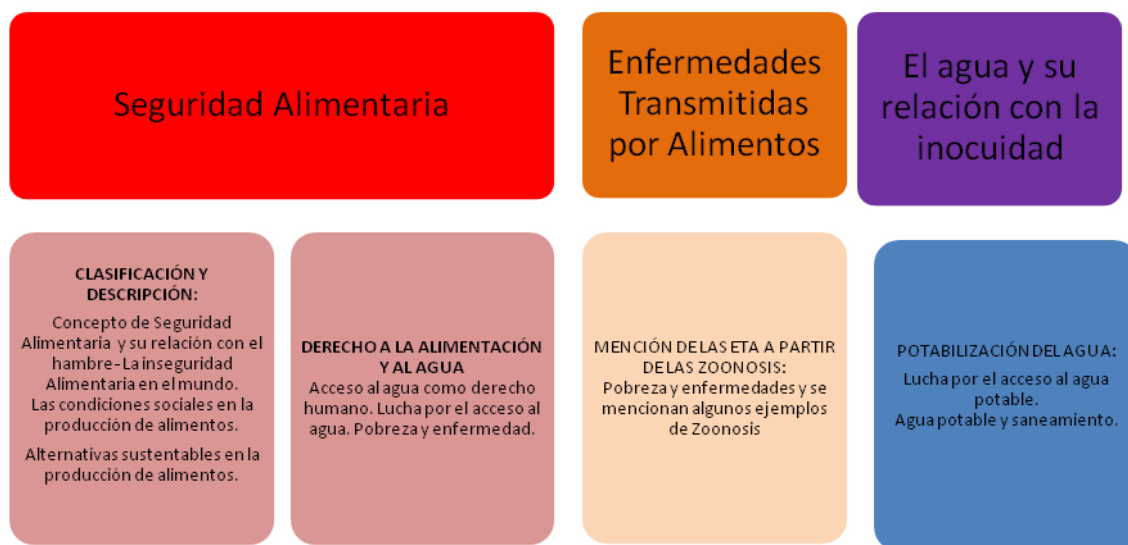 Seguridad Alimentaria
Enfermedades
Transmitidas
por Alimentos
El agua y su
relación con la
inocuidad
CLASIFICACIÓN Y
DESCRIPCIÓN:
Concepto de Seguridad
Alimentaria y su relación con el
hambre- La inseguridad
Alimentaria en el mundo.
Las condiciones sociales en la
producción de alimentos.
Alternativas sustentables en la
producción de alimentos.
DERECHO A LA ALIMENTACIÓN
Y AL AGUA
Acceso al agua como derecho
humano. Lucha por el acceso al
agua. Pobreza y enfermedad.
MENCIÓN DE LAS ETA A PARTIR
DE LAS ZOONOSIS:
Pobreza y enfermedades y se
mencionan algunos ejemplos
de Zoonosis
POTABILIZACIÓN DEL AGUA:
Lucha por el acceso al agua
potable.
Agua potable y saneamiento.